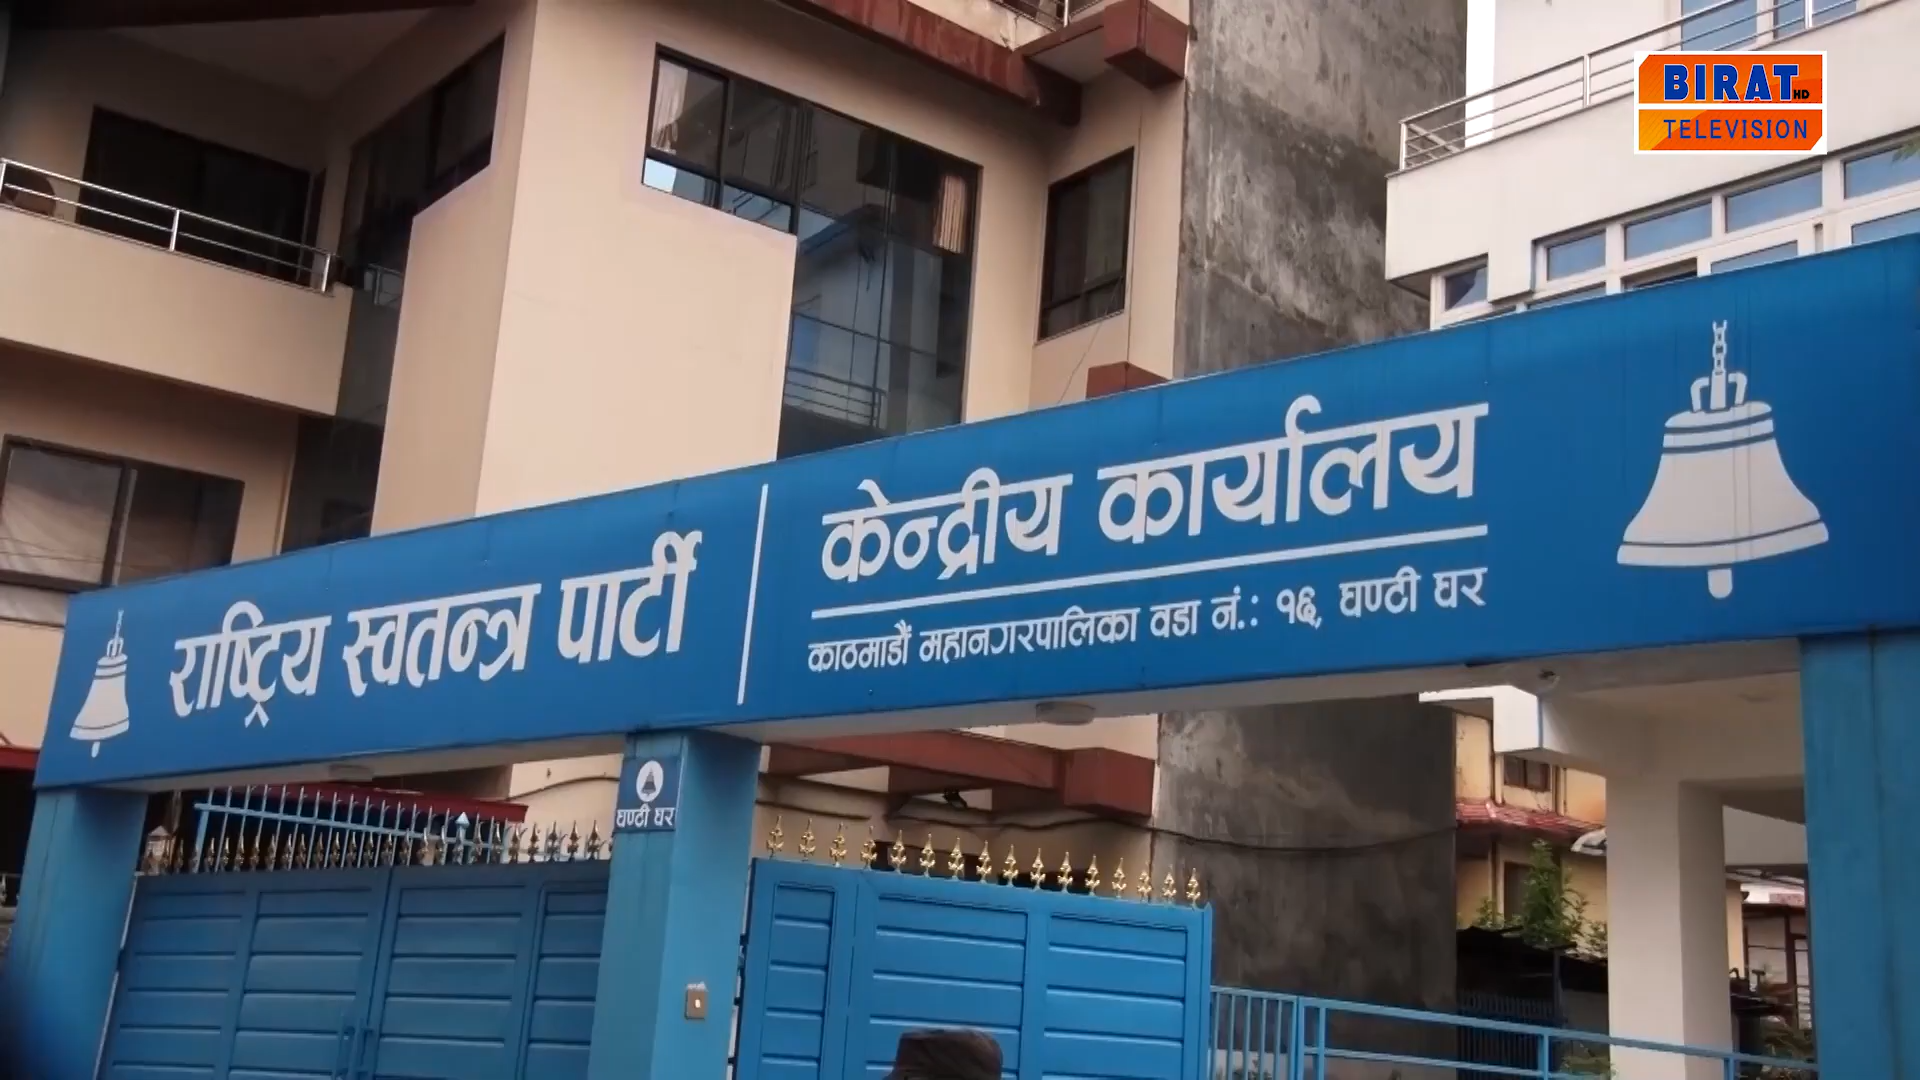 BIRAT HD
TELEVISION
राष्ट्रिय स्वतन्त्र पार्टी
केन्द्रीय कार्यालय
काठमाडौं महानगरपालिका वडा नं.: १६, घण्टी घर
घण्टी घर